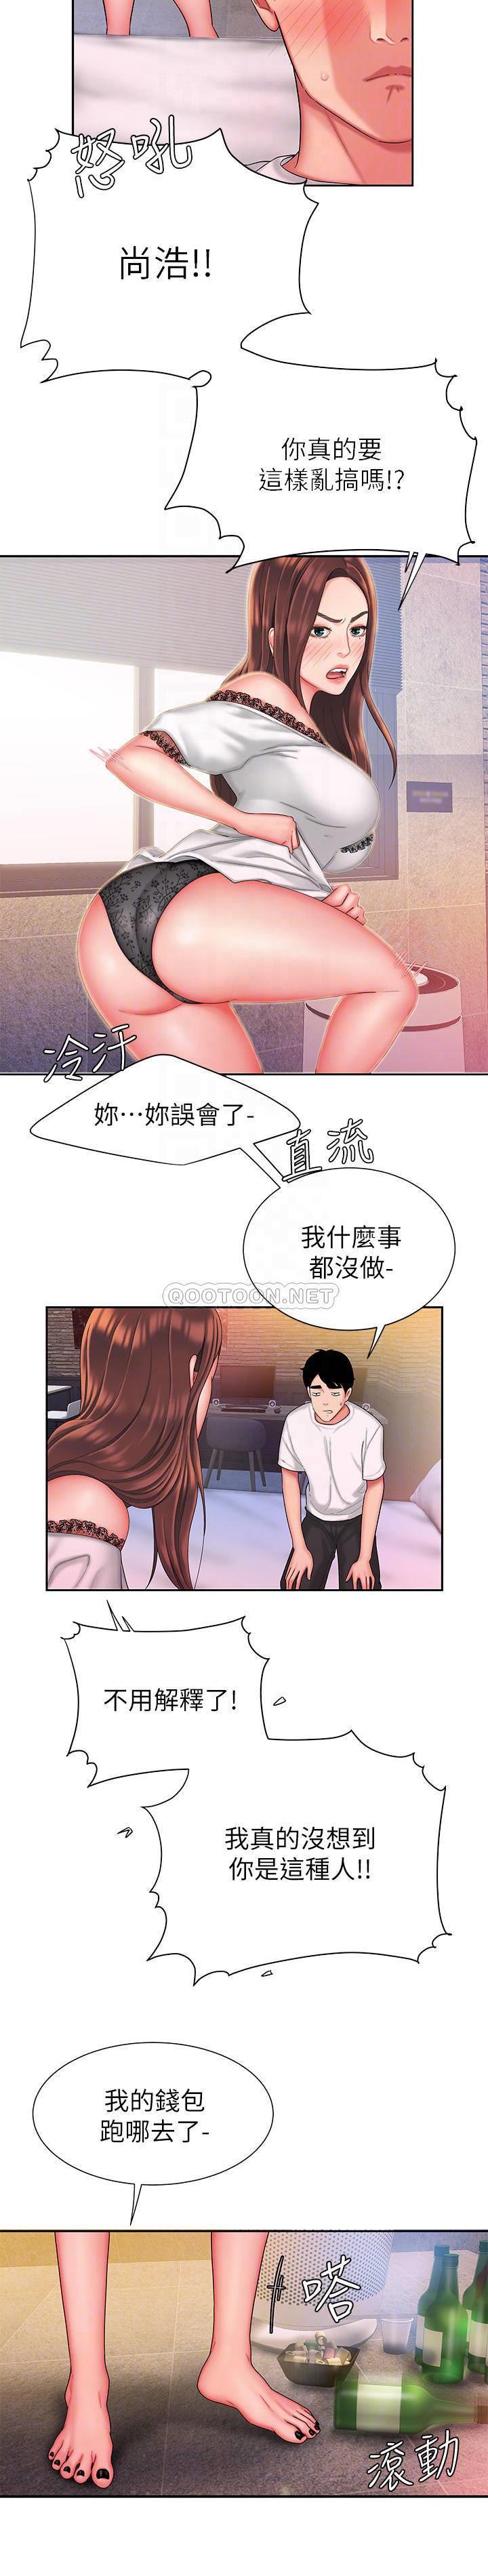 怒吼
尚浩!!
你真的要
這樣亂搞嗎!?
冷汗
妳…妳誤會了-
直流
我什麼事
都沒做-
QOOTOON.NET
不用解釋了!
我真的沒想到
你是這種人!!
我的錢包
跑哪去了-
嗒
滾動